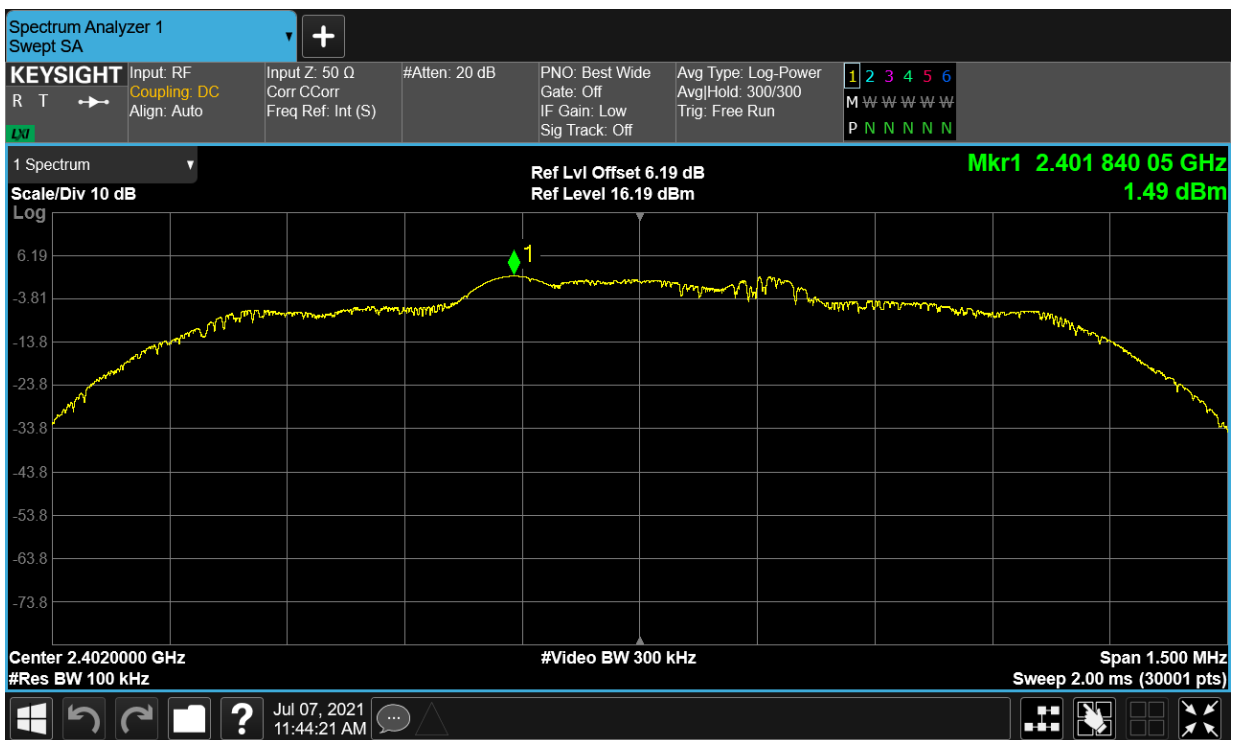 Spectrum Analyzer 1
Swept SA
KEYSIGHT
R T
LXI
Input: RF
Coupling: DC
Align: Auto
Input Z: 50 Ω
Corr CCorr
Freq Ref: Int (S)
#Atten: 20 dB
PNO: Best Wide
Gate: Off
IF Gain: Low
Sig Track: Off
Avg Type: Log-Power
Avg|Hold: 300/300
Trig: Free Run
1 2 3 4 5 6
M W W W W W
P N N N N N
1 Spectrum
Scale/Div 10 dB
Ref Lvl Offset 6.19 dB
Ref Level 16.19 dBm
Mkr1 2.401 840 05 GHz
1.49 dBm
Log
1
6.19
-3.81
-13.8
-23.8
-33.8
-43.8
-53.8
-63.8
-73.8
Center 2.4020000 GHz
#Video BW 300 kHz
Span 1.500 MHz
#Res BW 100 kHz
Sweep 2.00 ms (30001 pts)
?
Jul 07, 2021
11:44:21 AM